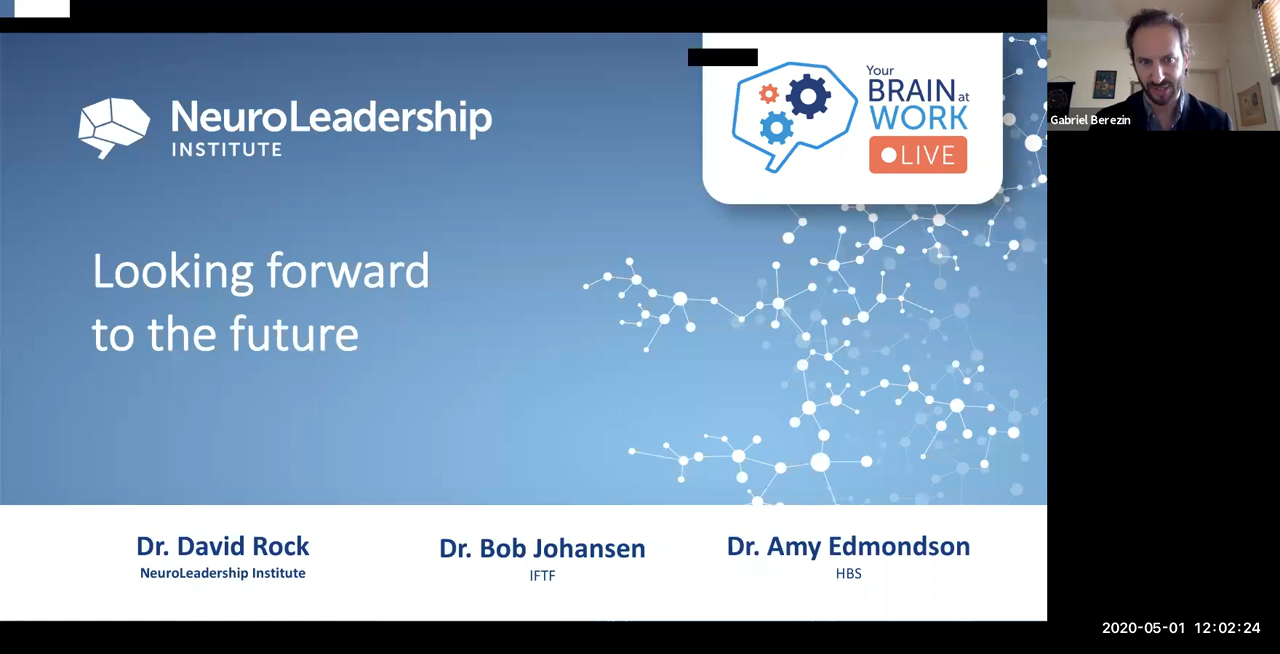 NeuroLeadership
INSTITUTE
Your
BRAIN at
WORK
LIVE
Gabriel Berezin
Looking forward
to the future
Dr. David Rock
NeuroLeadership Institute
Dr. Bob Johansen
IFTF
Dr. Amy Edmondson
HBS
2020-05-01 12:02:24